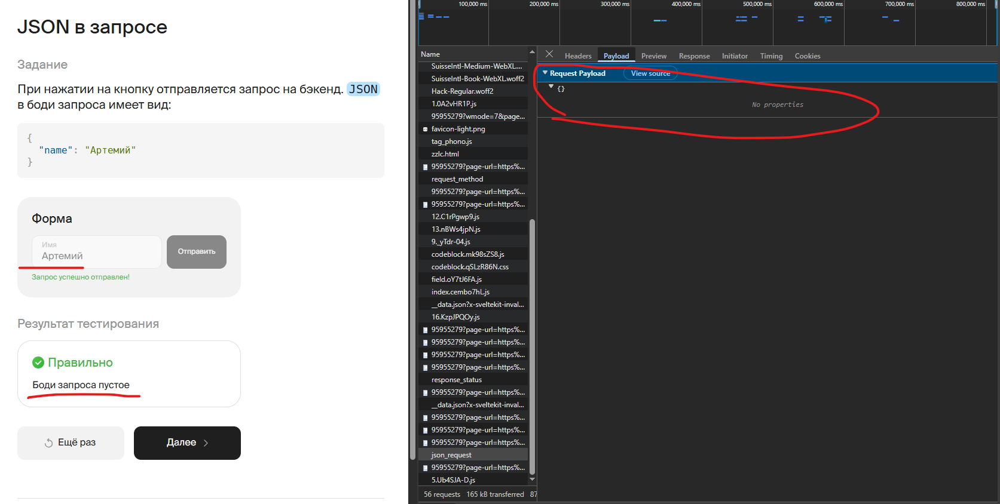 JSON в запросе
Задание
При нажатии на кнопку отправляется запрос на бэкенд. JSON
в боди запроса имеет вид:
{
"name": "Артемий"
}
Форма
Имя
Артемий
Отправить
Запрос успешно отправлен!
Результат тестирования
Правильно
Боди запроса пустое
Ещё раз
Далее
100,000 ms 200,000 ms 300,000 ms 400,000 ms 500,000 ms 600,000 ms 700,000 ms 800,000 ms
Name
SuisseIntl-Medium-WebXL....
SuisseIntl-Book-WebXL.woff2
Hack-Regular.woff2
1.0A2vHR1P.js
95955279?wmode=7&page...
favicon-light.png
tag_phono.js
zzlc.html
95955279?page-url=https%...
request_method
95955279?page-url=https%...
95955279?page-url=https%...
12.C1rPgwp9.js
13.nBWs4jpN.js
9._yTdr-04.js
codeblock.mk98sZS8.js
codeblock.qSLzR86N.css
field.oY7tJ6FA.js
index.cembo7hL.js
__data.json?x-sveltekit-inval...
16.KzpJPQOy.js
95955279?page-url=https%...
95955279?page-url=https%...
95955279?page-url=https%...
95955279?page-url=https%...
response_status
95955279?page-url=https%...
__data.json?x-sveltekit-inval...
95955279?page-url=https%...
95955279?page-url=https%...
95955279?page-url=https%...
json_request
95955279?page-url=https%...
5.Ub4SJA-D.js
56 requests 165 kB transferred 87
Headers Payload Preview Response Initiator Timing Cookies
Request Payload View source
{}
No properties